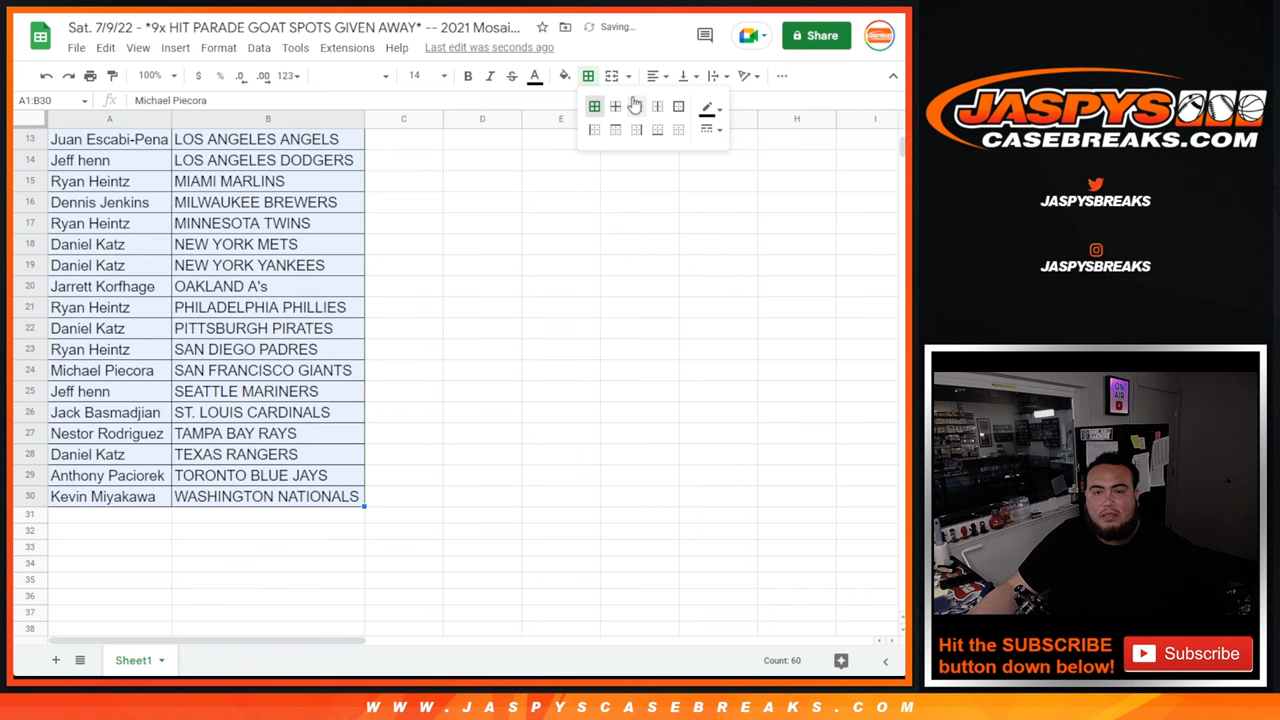 Sat. 7/9/22 - *9x HIT PARADE GOAT SPOTS GIVEN AWAY* -- 2021 Mosai...
Saving...
File Edit View Insert Format Data Tools Extensions Help Last edit was seconds ago
Share
100% $ % .0 .00 123 14 B I S A
A1:B30 fx Michael Piecora
A B C D E H I
13 Juan Escabi-Pena LOS ANGELES ANGELS
14 Jeff henn LOS ANGELES DODGERS
15 Ryan Heintz MIAMI MARLINS
16 Dennis Jenkins MILWAUKEE BREWERS
17 Ryan Heintz MINNESOTA TWINS
18 Daniel Katz NEW YORK METS
19 Daniel Katz NEW YORK YANKEES
20 Jarrett Korfhage OAKLAND A's
21 Ryan Heintz PHILADELPHIA PHILLIES
22 Daniel Katz PITTSBURGH PIRATES
23 Ryan Heintz SAN DIEGO PADRES
24 Michael Piecora SAN FRANCISCO GIANTS
25 Jeff henn SEATTLE MARINERS
26 Jack Basmadjian ST. LOUIS CARDINALS
27 Nestor Rodriguez TAMPA BAY RAYS
28 Daniel Katz TEXAS RANGERS
29 Anthony Paciorek TORONTO BLUE JAYS
30 Kevin Miyakawa WASHINGTON NATIONALS
31
32
33
34
35
36
37
38
Sheet1
Count: 60
JASPYS
CASEBREAKS.COM
JASPYSBREAKS
JASPYSBREAKS
ON
AIR
Hit the SUBSCRIBE
button down below!
Subscribe
WWW.JASPYSCASEBREAKS.COM